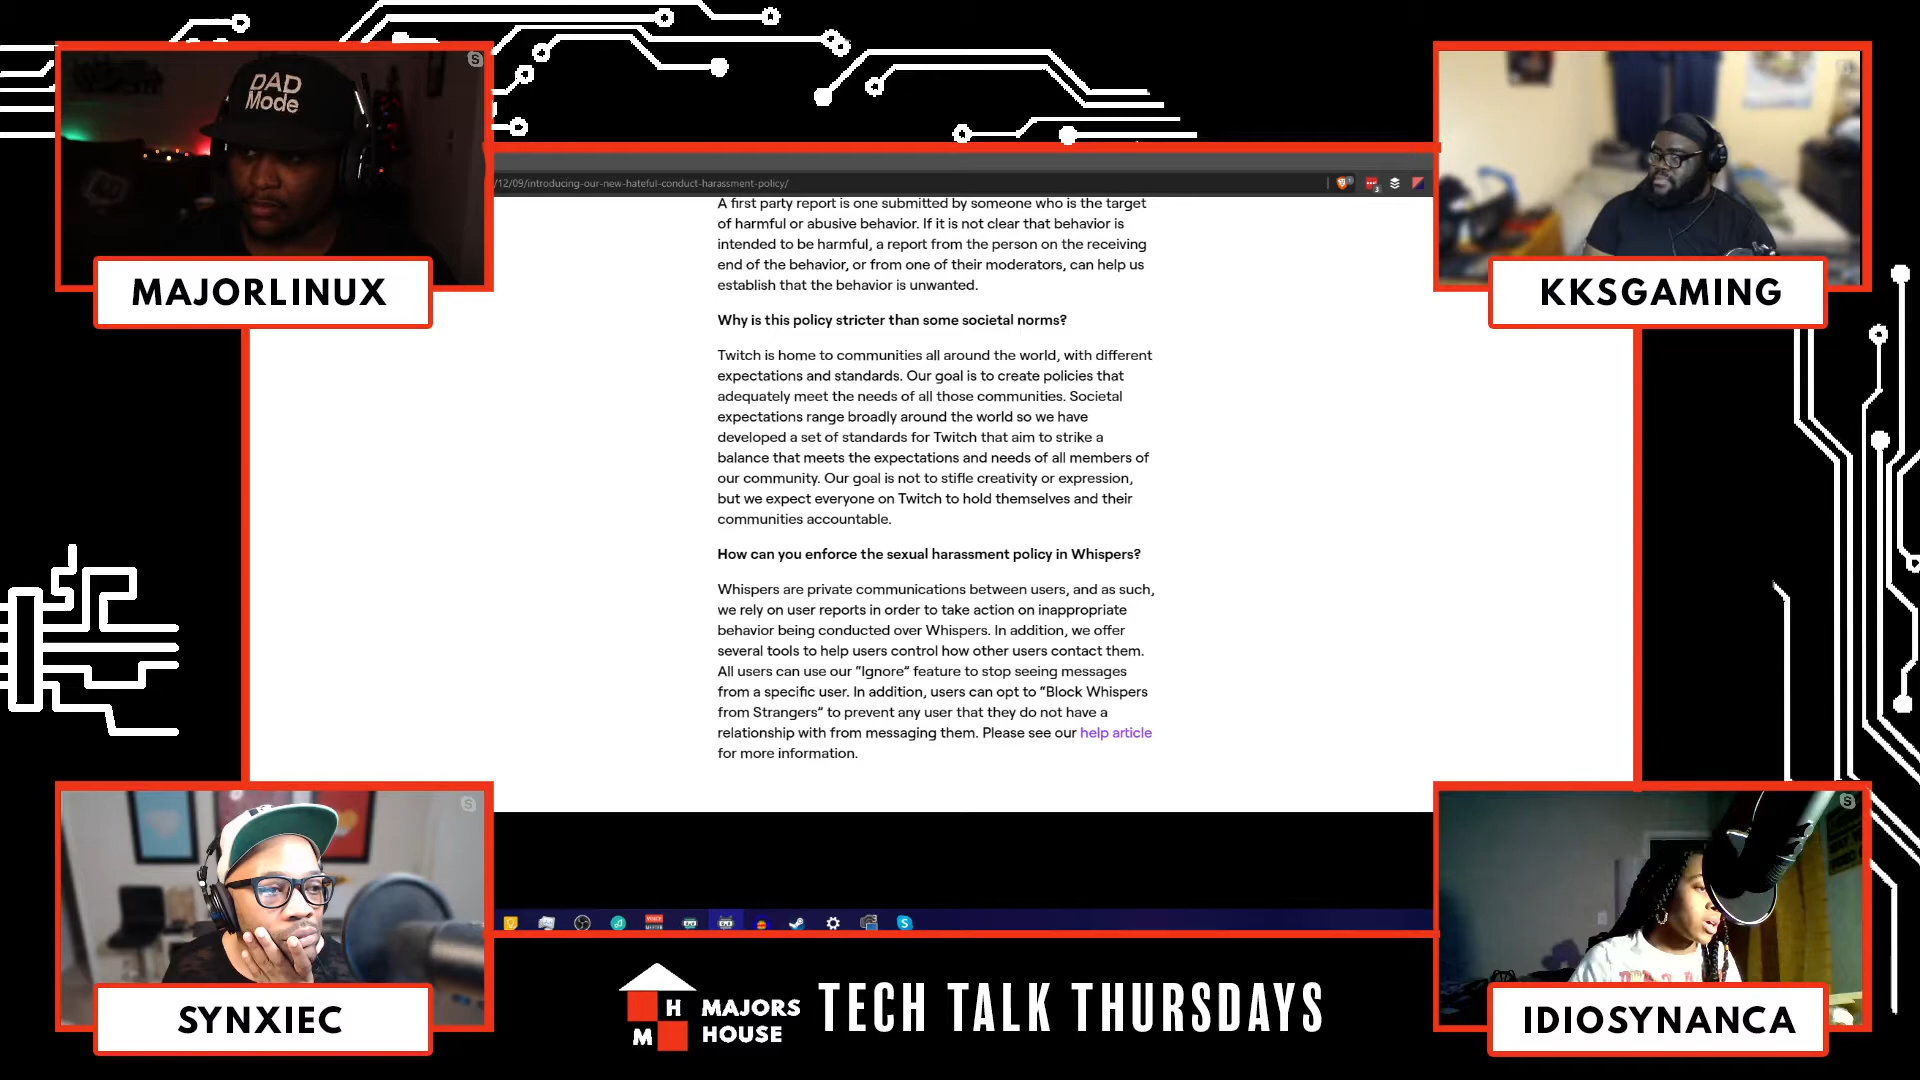 DAD
Mode
MAJORLINUX
KKSGAMING
/12/09/introducing-our-new-hateful-conduct-harassment-policy/
3
A first party report is one submitted by someone who is the target
of harmful or abusive behavior. If it is not clear that behavior is
intended to be harmful, a report from the person on the receiving
end of the behavior, or from one of their moderators, can help us
establish that the behavior is unwanted.
Why is this policy stricter than some societal norms?
Twitch is home to communities all around the world, with different
expectations and standards. Our goal is to create policies that
adequately meet the needs of all those communities. Societal
expectations range broadly around the world so we have
developed a set of standards for Twitch that aim to strike a
balance that meets the expectations and needs of all members of
our community. Our goal is not to stifle creativity or expression,
but we expect everyone on Twitch to hold themselves and their
communities accountable.
How can you enforce the sexual harassment policy in Whispers?
Whispers are private communications between users, and as such,
we rely on user reports in order to take action on inappropriate
behavior being conducted over Whispers. In addition, we offer
several tools to help users control how other users contact them.
All users can use our “Ignore” feature to stop seeing messages
from a specific user. In addition, users can opt to “Block Whispers
from Strangers” to prevent any user that they do not have a
relationship with from messaging them. Please see our help article
for more information.
SYNXIEC
IDIOSYNANCA
H
M
MAJORS
HOUSE
TECH TALK THURSDAYS